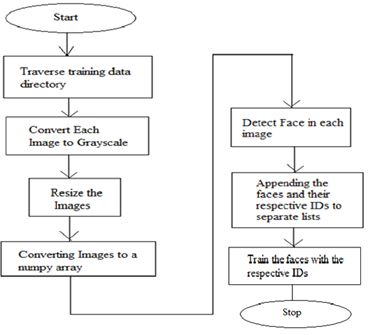 Start
Traverse training data
directory
Convert Each
Image to Grayscale
Resize the
Images
Converting Images to a
numpy array
Detect Face in each
image
Appending the
faces and their
respective IDs to
separate lists
Train the faces with the
respective IDs
Stop